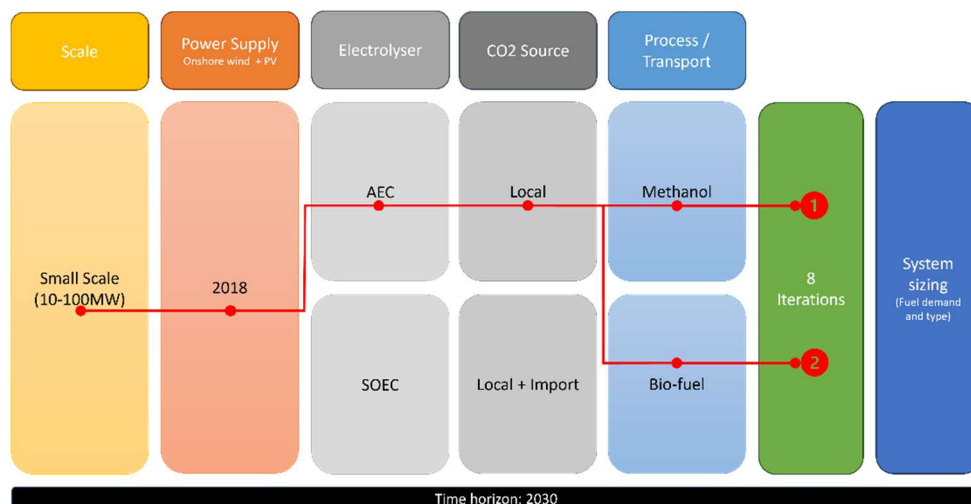 Scale
Power Supply
Onshore wind + PV
Electrolyser
CO2 Source
Process /
Transport
AEC
Local
Methanol
1
Small Scale
(10-100MW)
2018
8
Iterations
System
sizing
(Fuel demand
and type)
SOEC
Local + Import
Bio-fuel
2
Time horizon: 2030